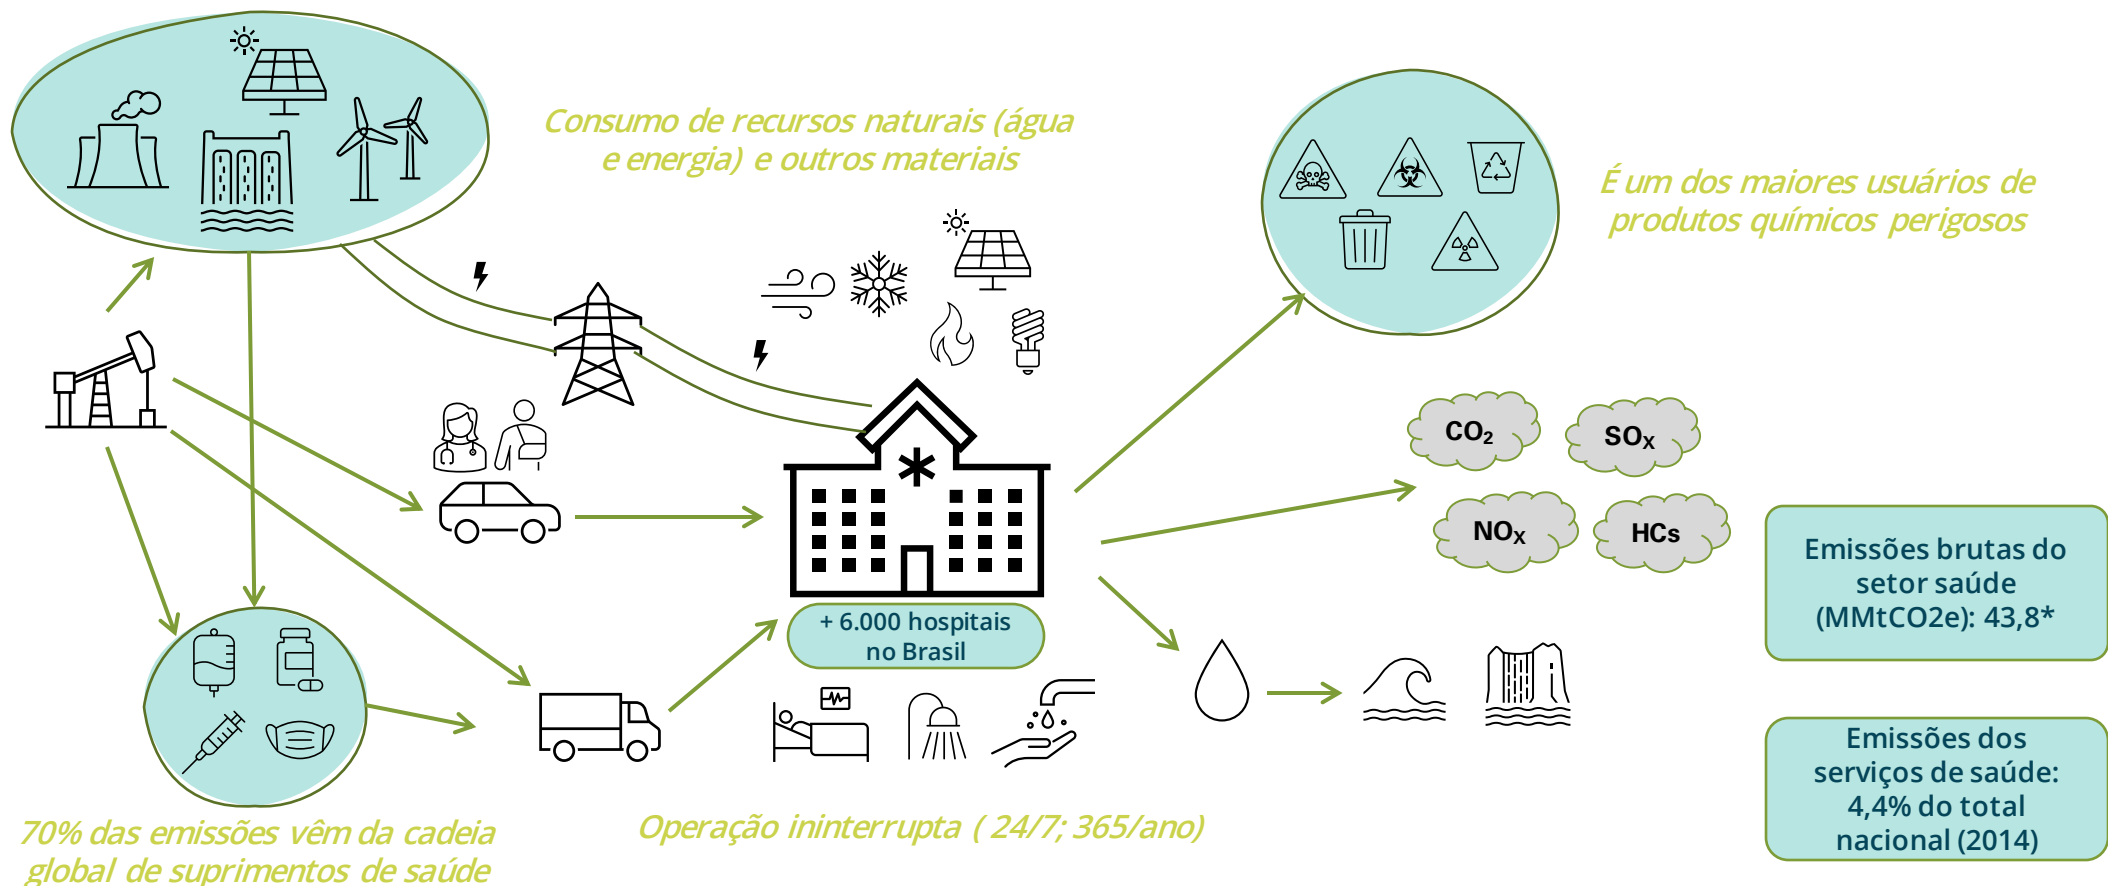 Consumo de recursos naturais (água
e energia) e outros materiais
É um dos maiores usuários de
produtos químicos perigosos
CO₂
SOₓ
NOₓ
HCs
Emissões brutas do
setor saúde
(MMtCO2e): 43,8*
+ 6.000 hospitais
no Brasil
Emissões dos
serviços de saúde:
4,4% do total
nacional (2014)
70% das emissões vêm da cadeia
global de suprimentos de saúde
Operação ininterrupta ( 24/7; 365/ano)